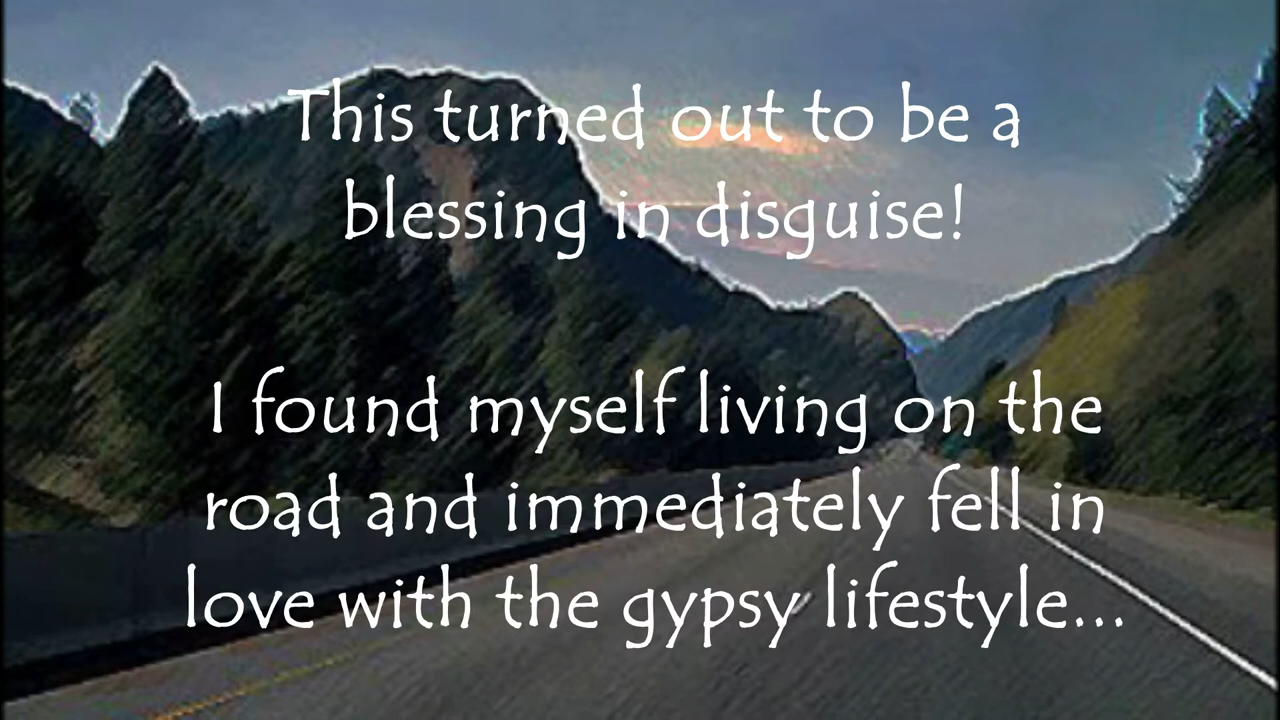 This turned out to be a
blessing in disguise!
I found myself living on the
road and immediately fell in
love with the gypsy lifestyle...